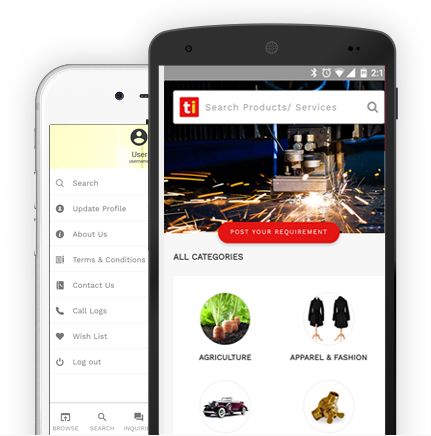 2:1
ti Search Products/ Services
POST YOUR REQUIREMENT
ALL CATEGORIES
AGRICULTURE
APPAREL & FASHION
User
username
Search
Update Profile
About Us
Terms & Conditions
Contact Us
Call Logs
Wish List
Log out
BROWSE
SEARCH
INQUIRI